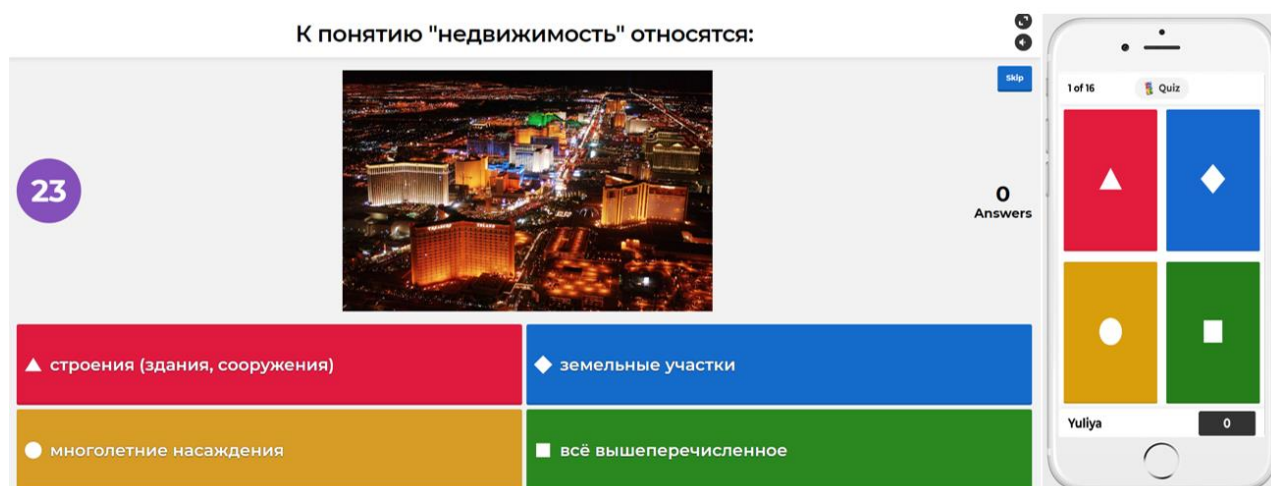 К понятию "недвижимость" относятся:
Skip
23
0
Answers
строения (здания, сооружения)
земельные участки
многолетние насаждения
всё вышеперечисленное
1 of 16
Quiz
Yuliya
0